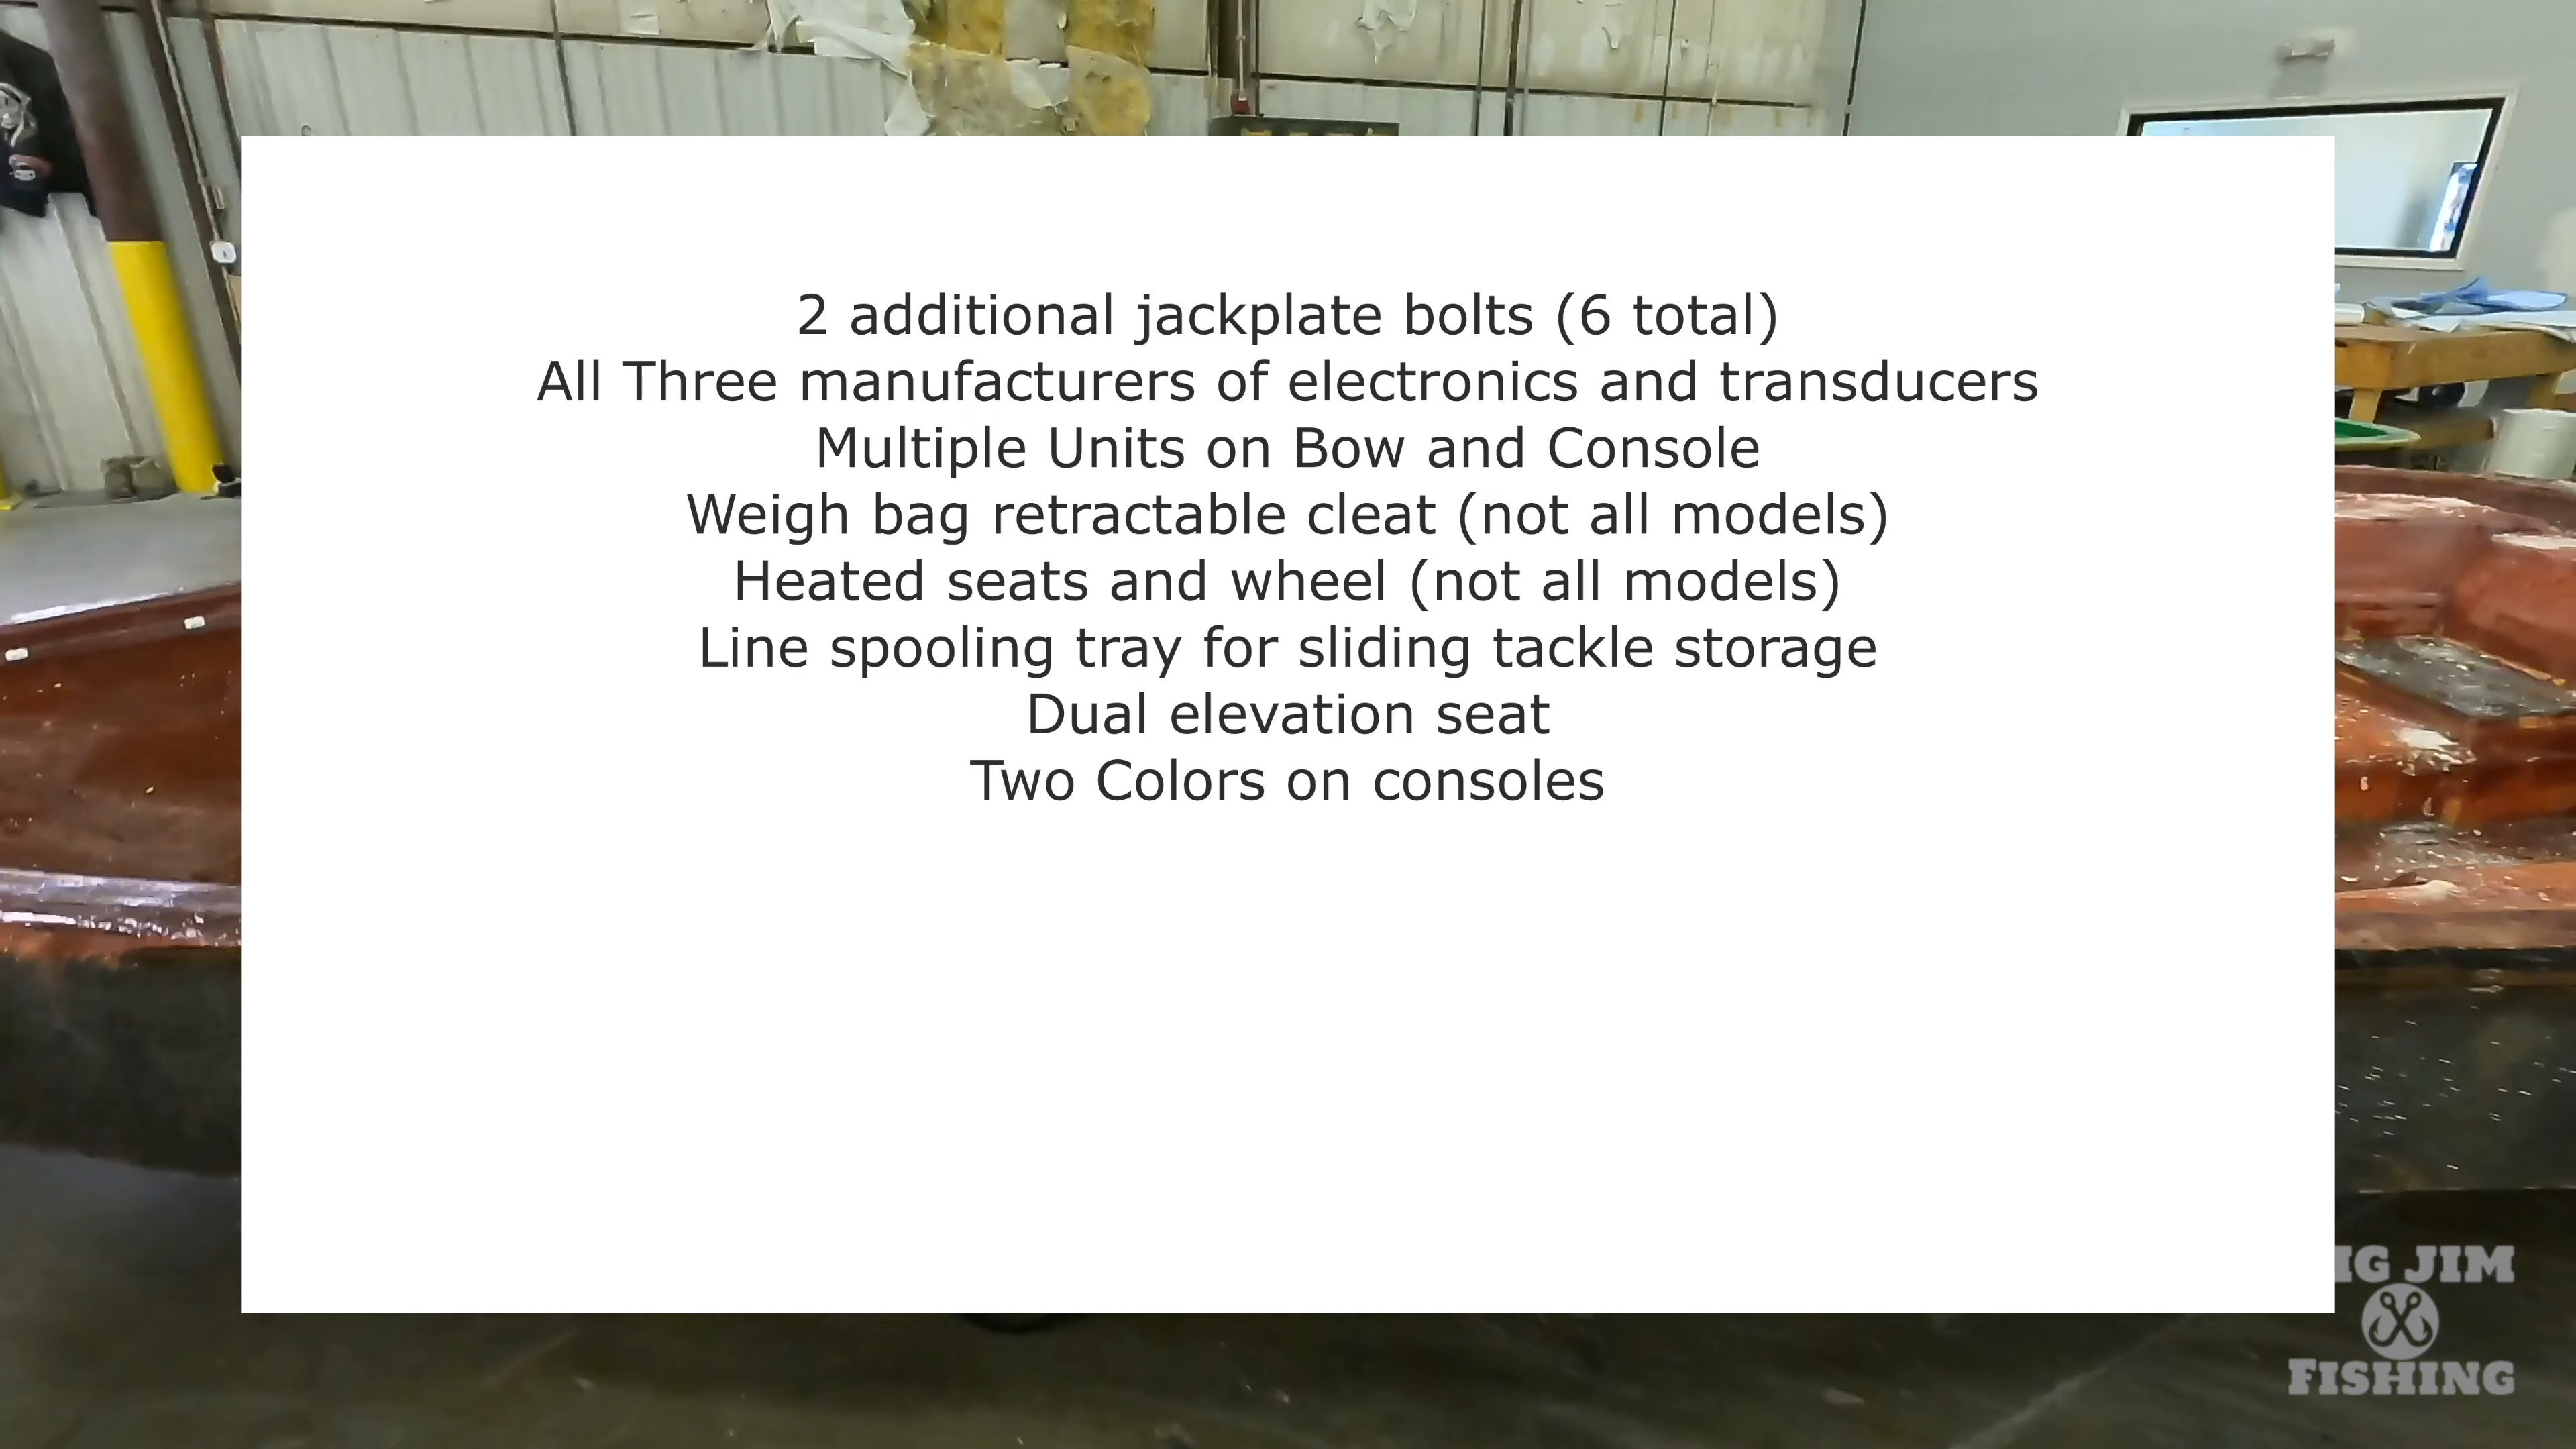 2 additional jackplate bolts (6 total)
All Three manufacturers of electronics and transducers
Multiple Units on Bow and Console
Weigh bag retractable cleat (not all models)
Heated seats and wheel (not all models)
Line spooling tray for sliding tackle storage
Dual elevation seat
Two Colors on consoles
IG JIM
FISHING